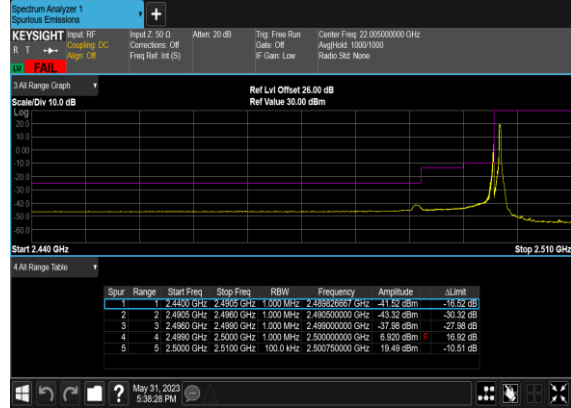 Spectrum Analyzer 1
Spurious Emissions
KEYSIGHT Input: RF Input Z: 50 Ω Atten: 20 dB Trig: Free Run Center Freq: 22.005000000 GHz
R T Coupling: DC Corrections: Off Gate: Off Avg|Hold: 1000/1000
Align: Off Freq Ref: Int (S) IF Gain: Low Radio Std: None
LW FAIL
3 All Range Graph
Ref Lvl Offset 26.00 dB
Scale/Div 10.0 dB Ref Value 30.00 dBm
Log
20.0
10.0
0.00
-10.0
-20.0
-30.0
-40.0
-50.0
-60.0
Start 2.440 GHz Stop 2.510 GHz
4 All Range Table
Spur Range Start Freq Stop Freq RBW Frequency Amplitude ΔLimit
1 1 2.4400 GHz 2.4905 GHz 1.000 MHz 2.489826667 GHz -41.52 dBm -16.52 dB
2 2 2.4905 GHz 2.4960 GHz 1.000 MHz 2.490500000 GHz -43.32 dBm -30.32 dB
3 3 2.4960 GHz 2.4990 GHz 1.000 MHz 2.499000000 GHz -37.98 dBm -27.98 dB
4 4 2.4990 GHz 2.5000 GHz 1.000 MHz 2.500000000 GHz 6.920 dBm F 16.92 dB
5 5 2.5000 GHz 2.5100 GHz 100.0 kHz 2.500750000 GHz 19.49 dBm -10.51 dB
? May 31, 2023
5:38:28 PM